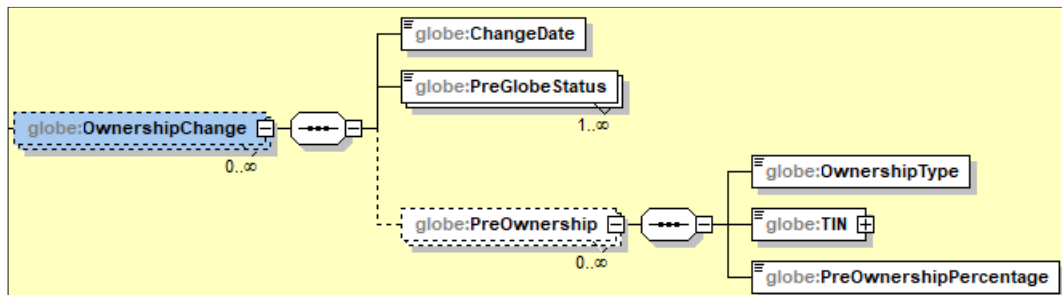 globe:ChangeDate
globe:PreGlobeStatus
1..∞
globe:OwnershipChange
0..∞
globe:OwnershipType
globe:PreOwnership
0..∞
globe:TIN
globe:PreOwnershipPercentage